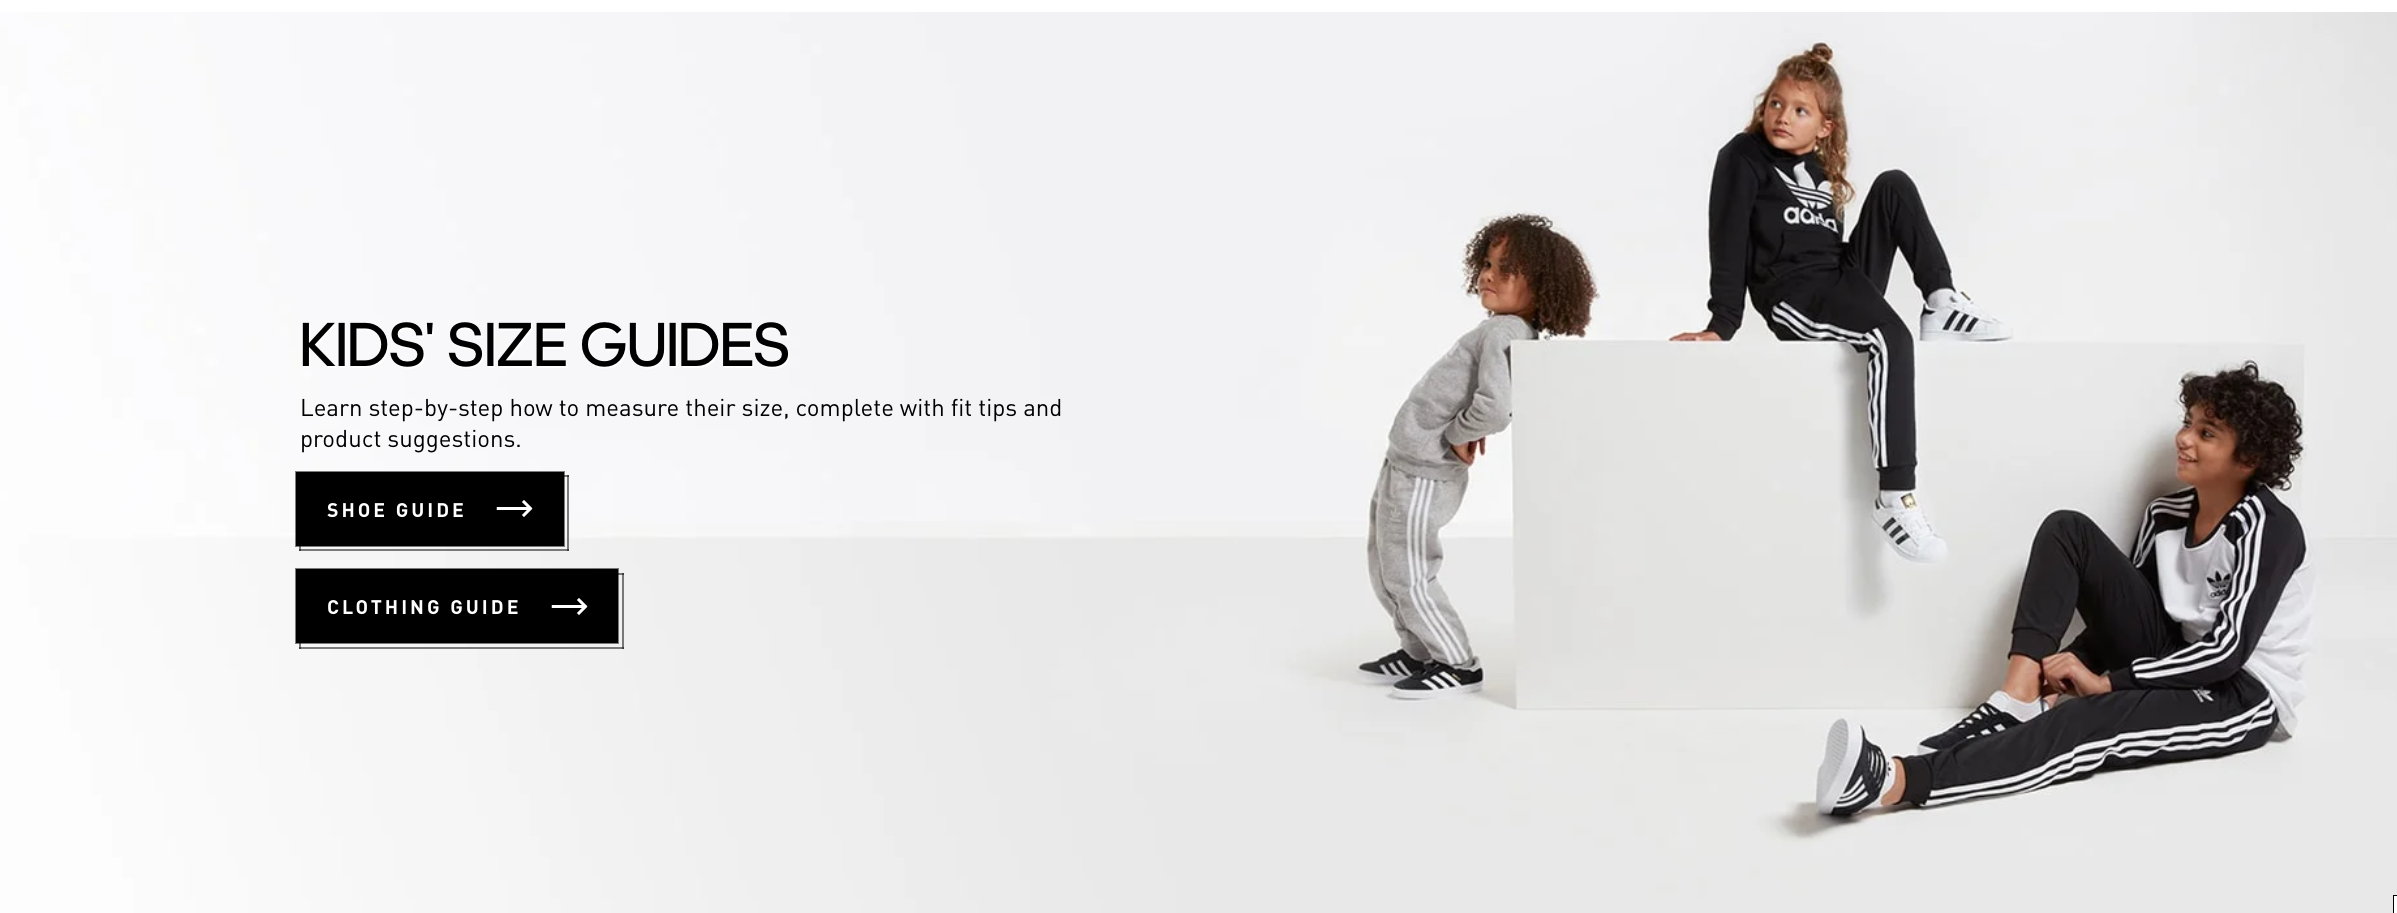 KIDS' SIZE GUIDES
Learn step-by-step how to measure their size, complete with fit tips and
product suggestions.
SHOE GUIDE
CLOTHING GUIDE